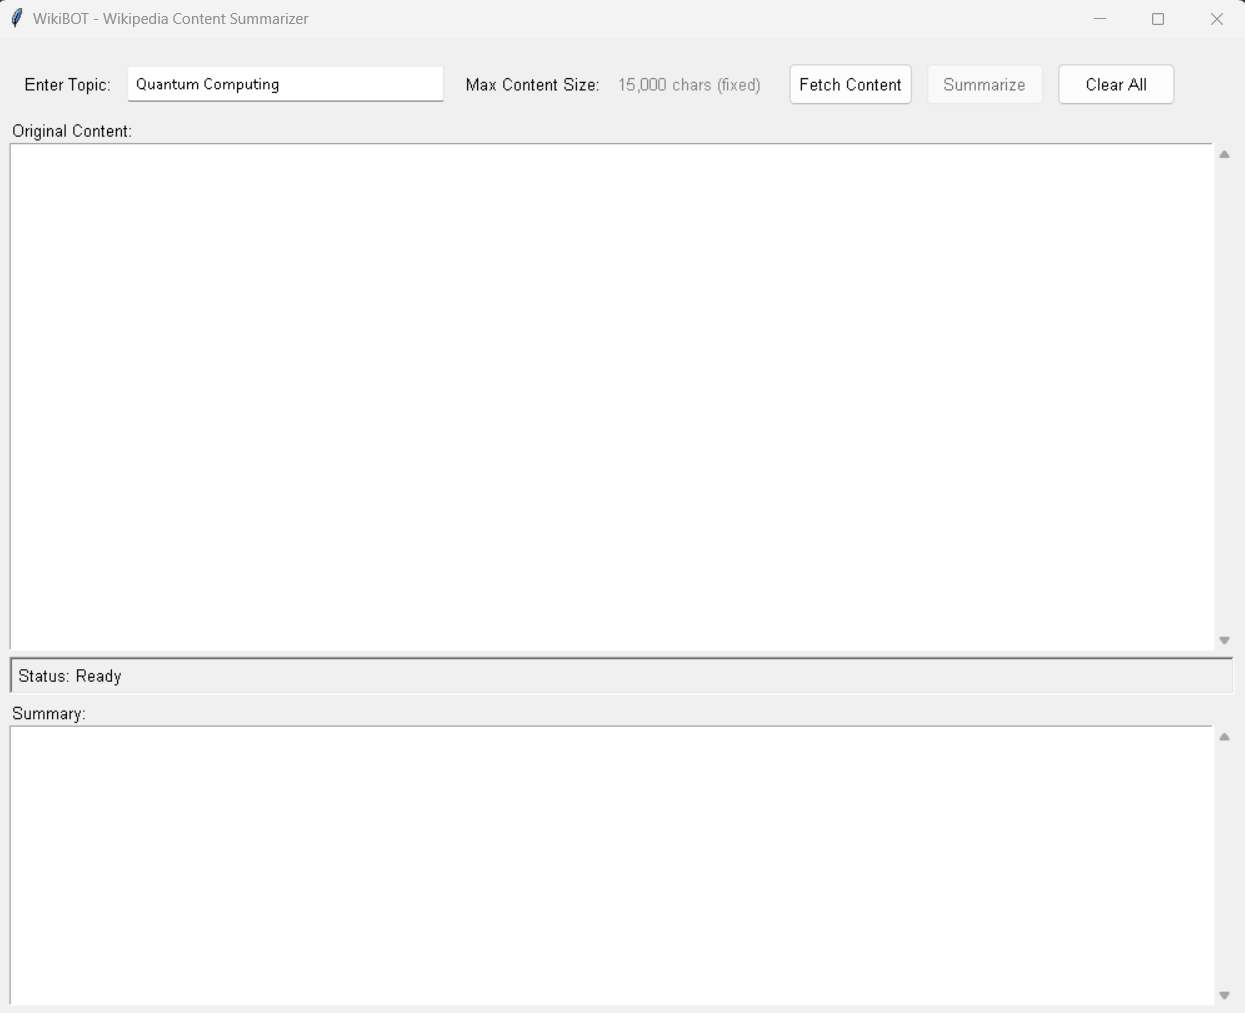 WikiBOT - Wikipedia Content Summarizer
Enter Topic: Quantum Computing Max Content Size: 15,000 chars (fixed) Fetch Content Summarize Clear All
Original Content:
Status: Ready
Summary: